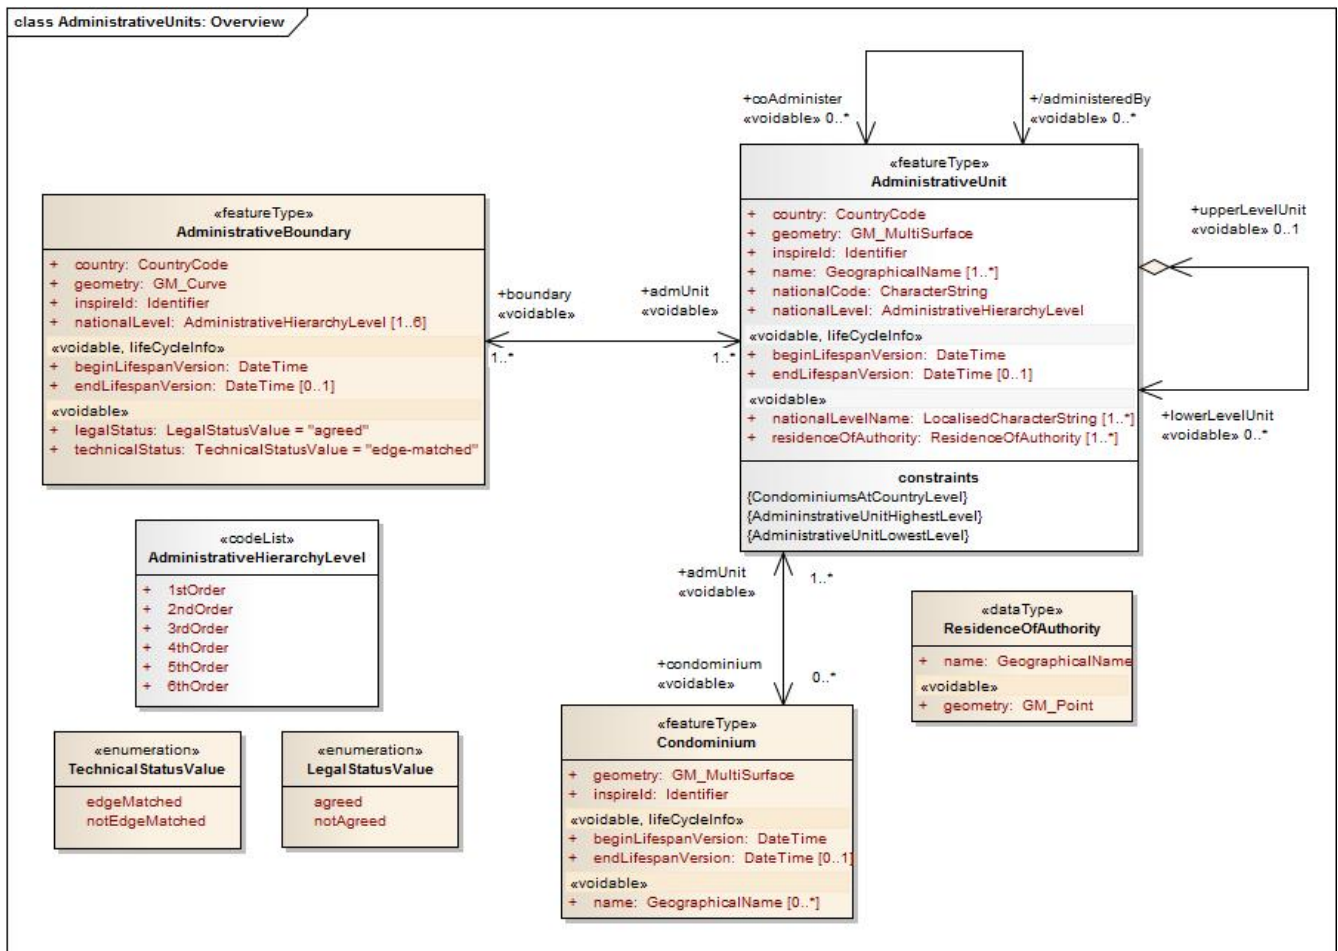 class AdministrativeUnits: Overview
+coAdminister
«voidable» 0..*
+/administeredBy
«voidable» 0..*
«featureType»
AdministrativeUnit
+ country: CountryCode
+ geometry: GM_MultiSurface
+ inspireId: Identifier
+ name: GeographicalName [1..*]
+ nationalCode: CharacterString
+ nationalLevel: AdministrativeHierarchyLevel
«voidable, lifeCycleInfo»
+ beginLifespanVersion: DateTime
+ endLifespanVersion: DateTime [0..1]
«voidable»
+ nationalLevelName: LocalisedCharacterString [1..*]
+ residenceOfAuthority: ResidenceOfAuthority [1..*]
constraints
{CondominiumsAtCountryLevel}
{AdmininstrativeUnitHighestLevel}
{AdministrativeUnitLowestLevel}
+upperLevelUnit
«voidable» 0..1
+lowerLevelUnit
«voidable» 0..*
«featureType»
AdministrativeBoundary
+ country: CountryCode
+ geometry: GM_Curve
+ inspireId: Identifier
+ nationalLevel: AdministrativeHierarchyLevel [1..6]
«voidable, lifeCycleInfo»
+ beginLifespanVersion: DateTime
+ endLifespanVersion: DateTime [0..1]
«voidable»
+ legalStatus: LegalStatusValue = "agreed"
+ technicalStatus: TechnicalStatusValue = "edge-matched"
+boundary
«voidable»
1..*
+admUnit
«voidable»
1..*
«codeList»
AdministrativeHierarchyLevel
+ 1stOrder
+ 2ndOrder
+ 3rdOrder
+ 4thOrder
+ 5thOrder
+ 6thOrder
+admUnit
«voidable»
1..*
+condominium
«voidable»
0..*
«dataType»
ResidenceOfAuthority
+ name: GeographicalName
«voidable»
+ geometry: GM_Point
«enumeration»
TechnicalStatusValue
edgeMatched
notEdgeMatched
«enumeration»
LegalStatusValue
agreed
notAgreed
«featureType»
Condominium
+ geometry: GM_MultiSurface
+ inspireId: Identifier
«voidable, lifeCycleInfo»
+ beginLifespanVersion: DateTime
+ endLifespanVersion: DateTime [0..1]
«voidable»
+ name: GeographicalName [0..*]